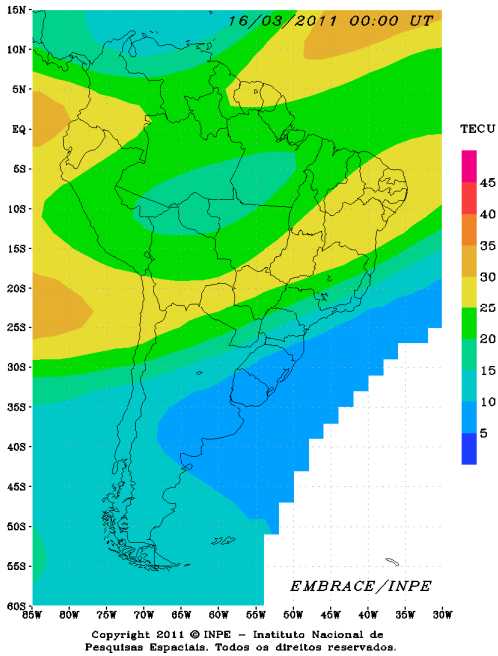 16/03/2011 00:00 UT
15N
10N
5N
EQ
5S
10S
15S
20S
25S
30S
35S
40S
45S
50S
55S
60S
85W 80W 75W 70W 65W 60W 55W 50W 45W 40W 35W 30W
TECU
45
40
35
30
25
20
15
10
5
EMBRACE/INPE
Copyright 2011 © INPE - Instituto Nacional de
Pesquisas Espaciais. Todos os direitos reservados.